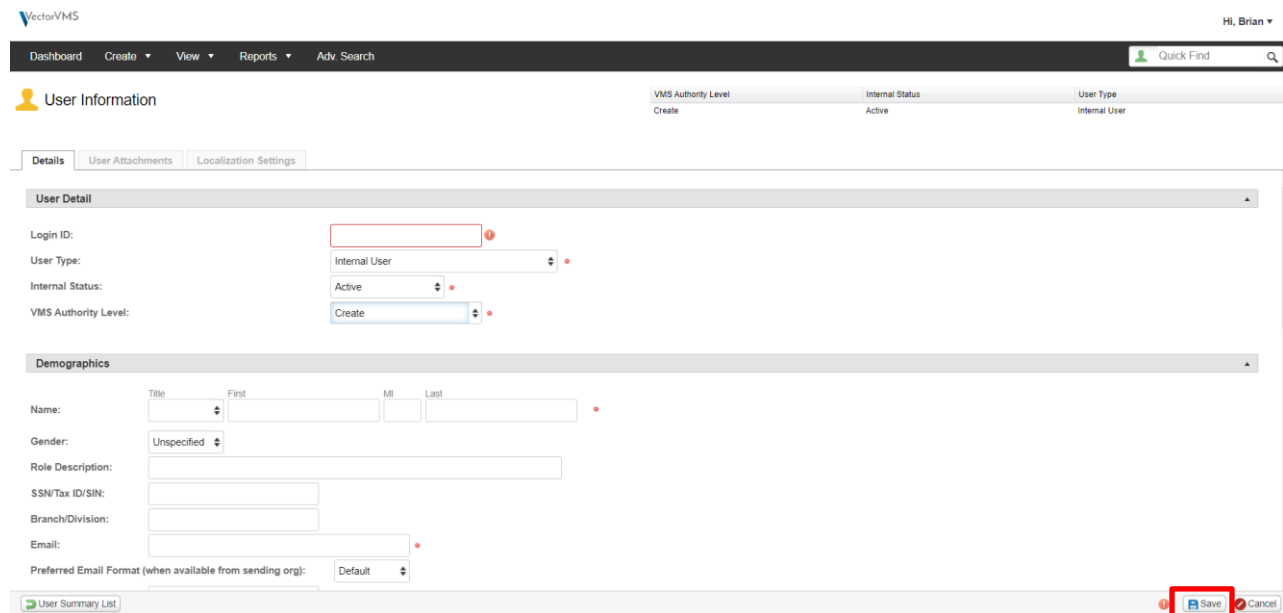 VectorVMS
Hi, Brian
Dashboard Create View Reports Adv. Search Quick Find
User Information
VMS Authority Level Internal Status User Type
Create Active Internal User
Details User Attachments Localization Settings
User Detail
Login ID:
User Type: Internal User
Internal Status: Active
VMS Authority Level: Create
Demographics
Title First MI Last
Name:
Gender: Unspecified
Role Description:
SSN/Tax ID/SIN:
Branch/Division:
Email:
Preferred Email Format (when available from sending org): Default
User Summary List Save Cancel